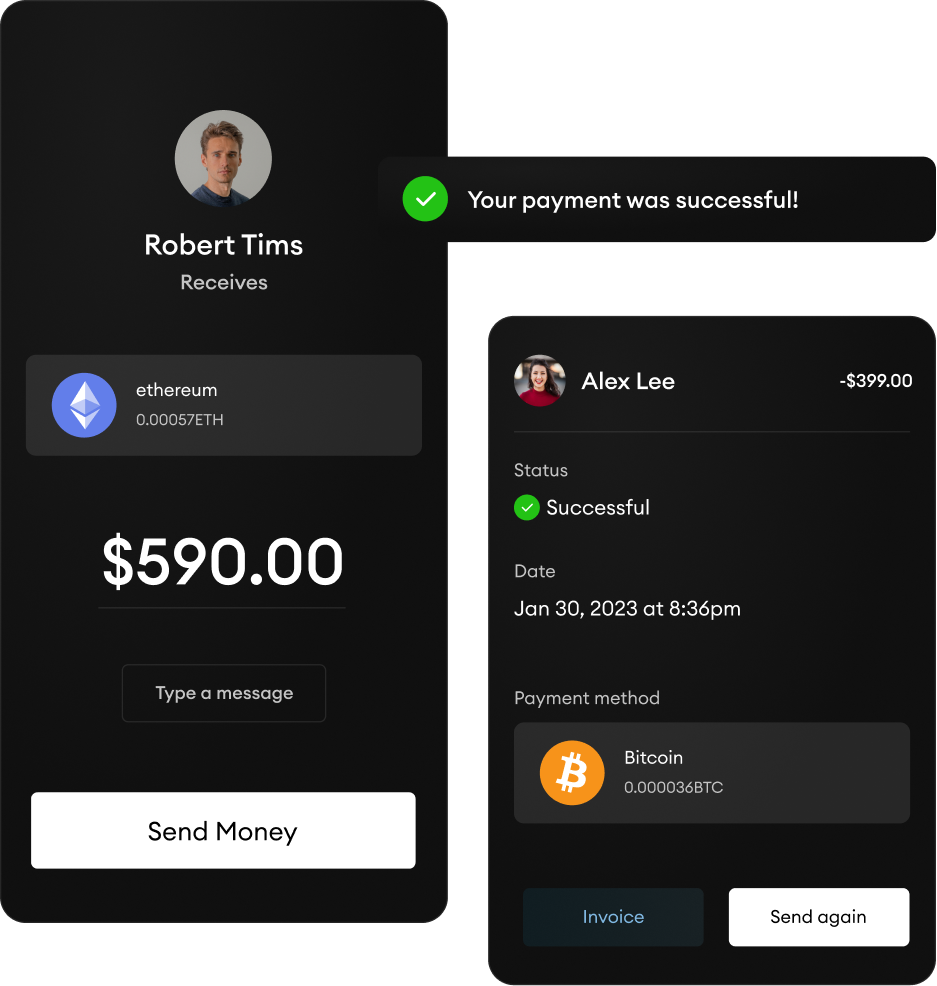 Robert Tims
Receives
ethereum
0.00057ETH
$590.00
Type a message
Send Money
Your payment was successful!
Alex Lee
-$399.00
Status
Successful
Date
Jan 30, 2023 at 8:36pm
Payment method
Bitcoin
0.000036BTC
Invoice
Send again